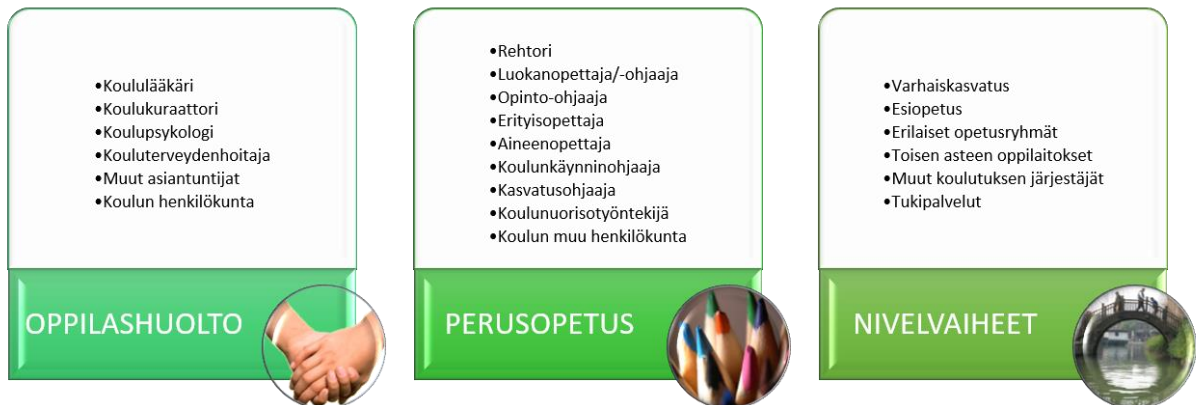 •Koululääkäri
•Koulukuraattori
•Koulupsykologi
•Kouluterveydenhoitaja
•Muut asiantuntijat
•Koulun henkilökunta
OPPILASHUOLTO
•Rehtori
•Luokanopettaja/-ohjaaja
•Opinto-ohjaaja
•Erityisopettaja
•Aineenopettaja
•Koulunkäynninohjaaja
•Kasvatusohjaaja
•Koulunuorisotyöntekijä
•Koulun muu henkilökunta
PERUSOPETUS
•Varhaiskasvatus
•Esiopetus
•Erilaiset opetusryhmät
•Toisen asteen oppilaitokset
•Muut koulutuksen järjestäjät
•Tukipalvelut
NIVELVAIHEET